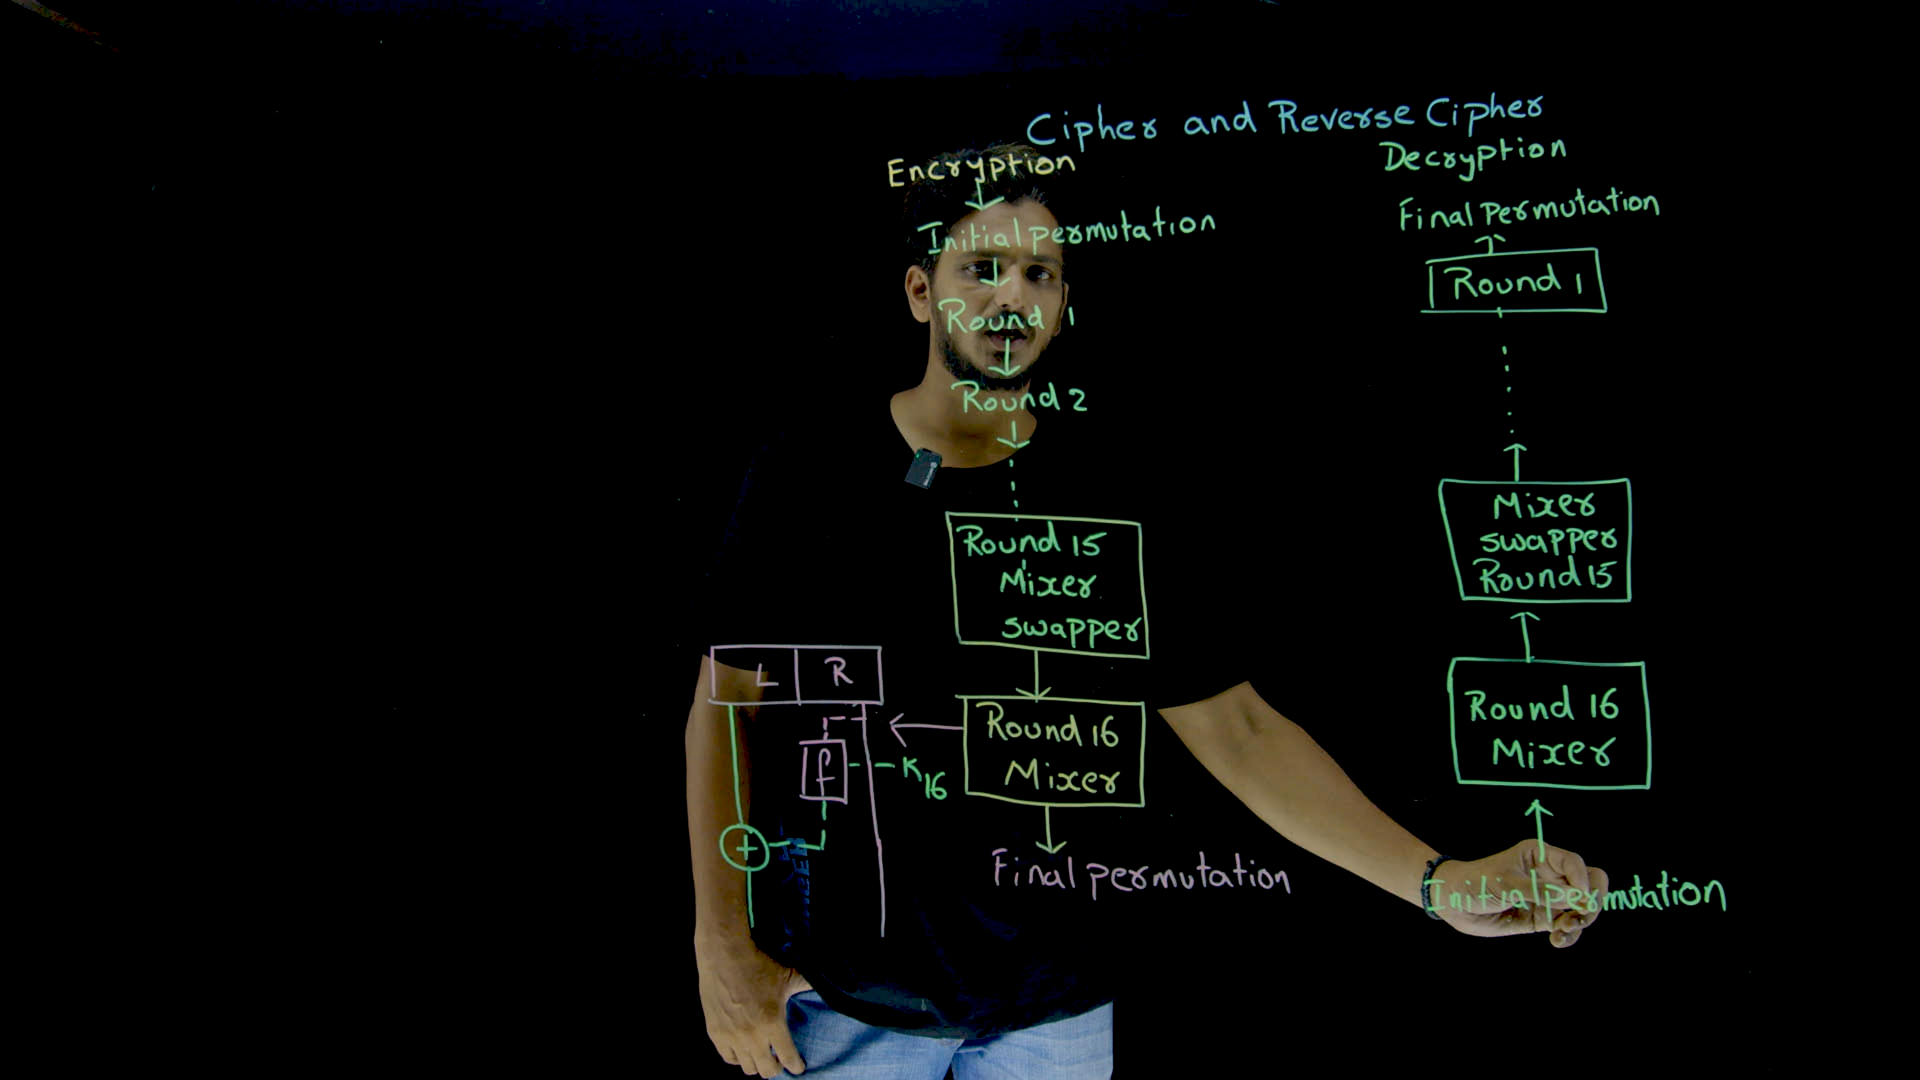 Cipher and Reverse Cipher
Encryption
Initial permutation
Round 1
Round 2
Round 15
Mixer
swapper
Round 16
Mixer
Final permutation
L R
f
K16
+
Decryption
Final Permutation
Round 1
Mixer
swapper
Round 15
Round 16
Mixer
Initial permutation